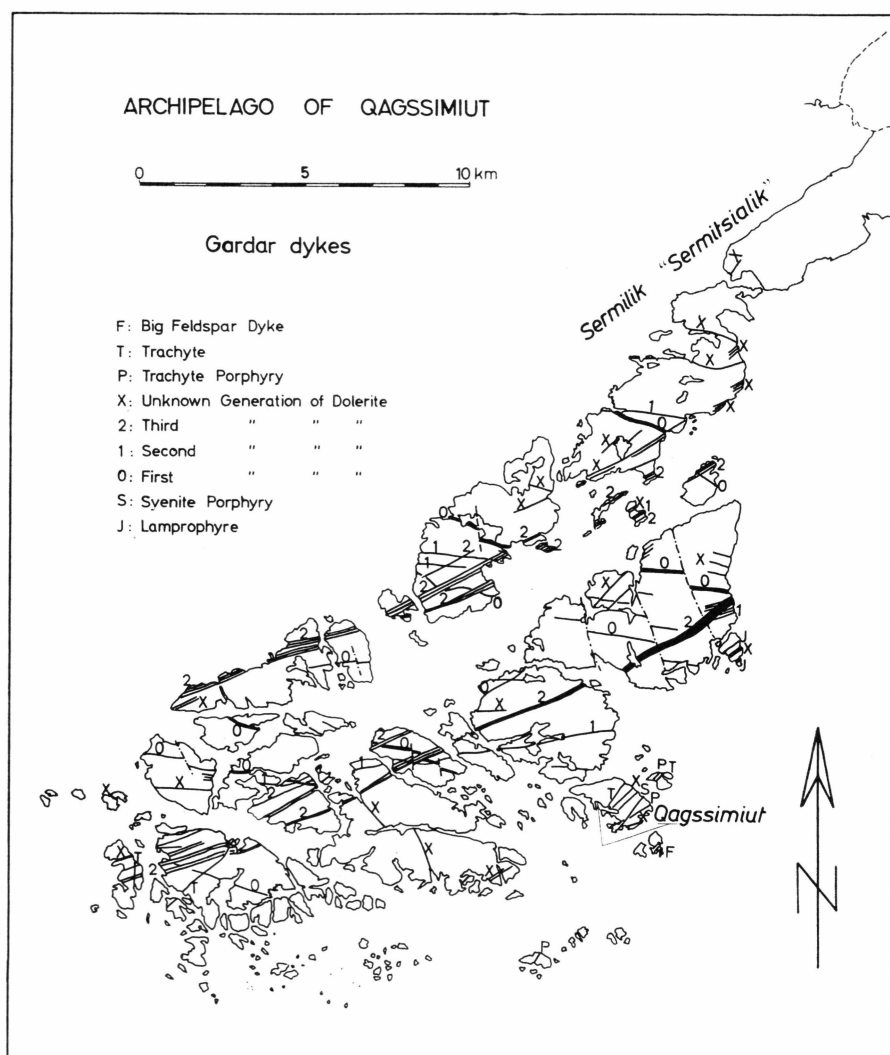 ARCHIPELAGO OF QAGSSIMIUT
0 5 10 km
Gardar dykes
F: Big Feldspar Dyke
T: Trachyte
P: Trachyte Porphyry
X: Unknown Generation of Dolerite
2: Third " " "
1: Second " " "
0: First " " "
S: Syenite Porphyry
J: Lamprophyre
Sermilik "Sermitsialik"
Qagssimiut
N